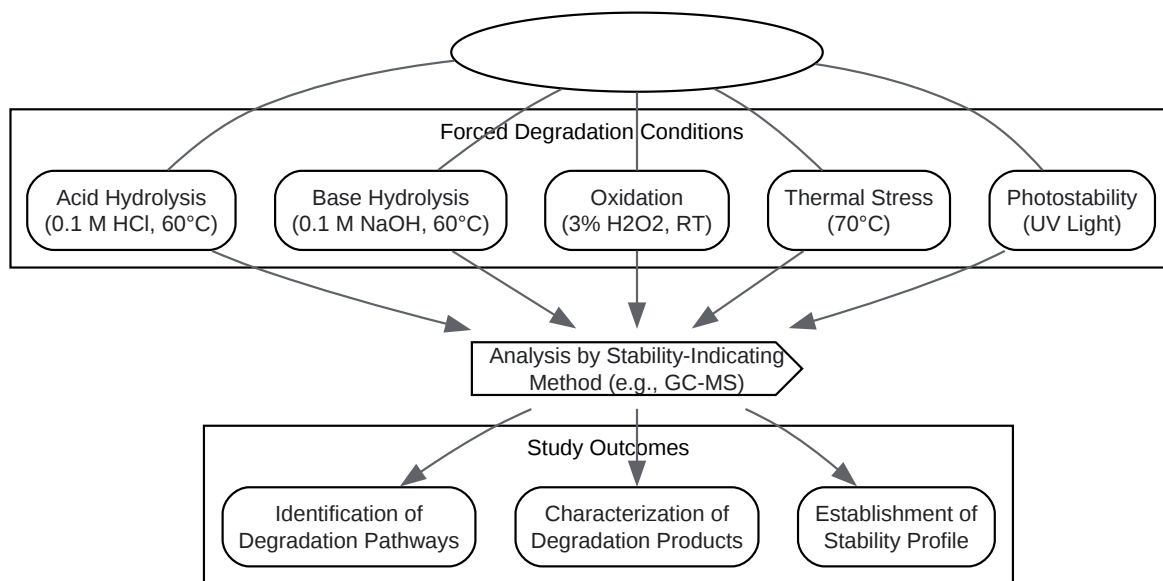 Forced Degradation Conditions
Acid Hydrolysis
(0.1 M HCl, 60°C)
Base Hydrolysis
(0.1 M NaOH, 60°C)
Oxidation
(3% H2O2, RT)
Thermal Stress
(70°C)
Photostability
(UV Light)
Analysis by Stability-Indicating
Method (e.g., GC-MS)
Study Outcomes
Identification of
Degradation Pathways
Characterization of
Degradation Products
Establishment of
Stability Profile